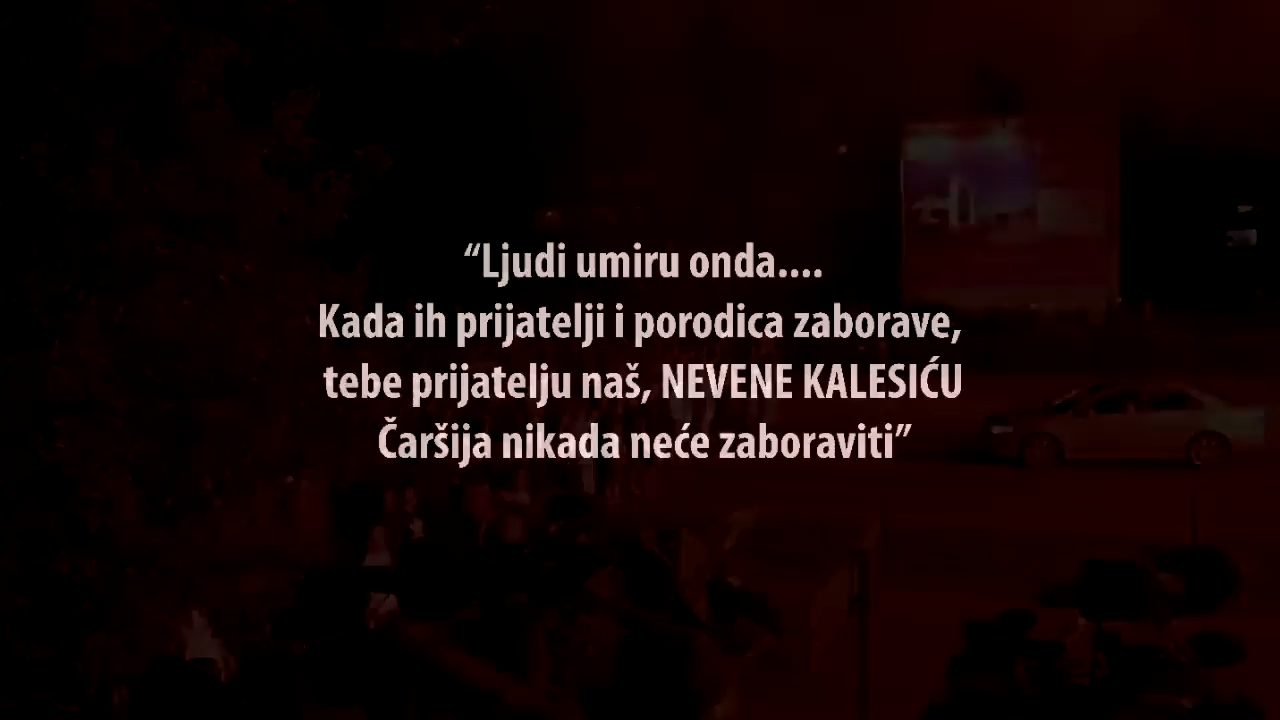 “Ljudi umiru onda....
Kada ih prijatelji i porodica zaborave,
tebe prijatelju naš, NEVENE KALESIĆU
Čaršija nikada neće zaboraviti”